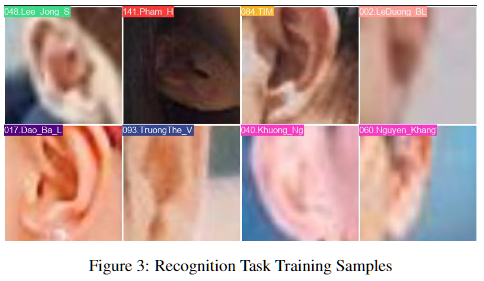 048.Lee_Jong_S 141.Pham_H 084.TIM 002.LeDuong_BL
017.Dao_Ba_L 093.TruongThe_V 040.Khuong_Ng 060.Nguyen_Khang
Figure 3: Recognition Task Training Samples